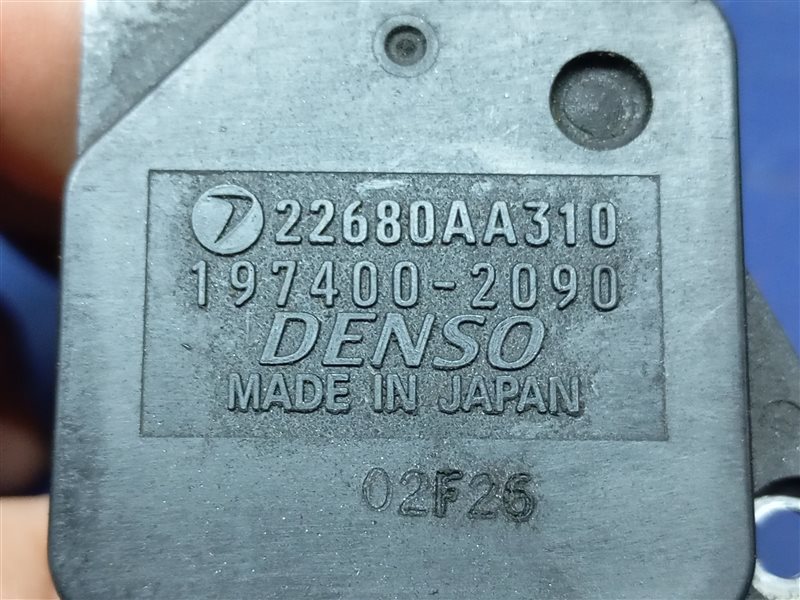 22680AA310
197400-2090
DENSO
MADE IN JAPAN
02F26